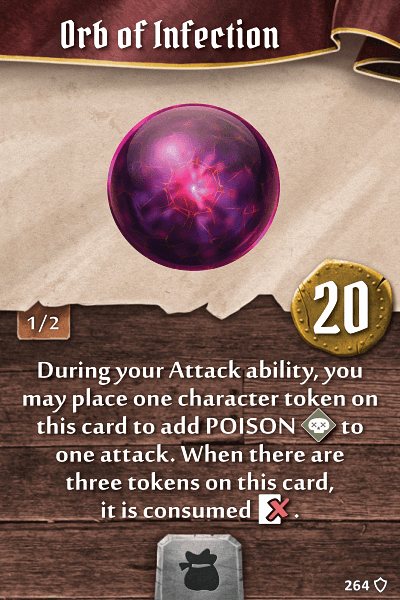 Orb of Infection
1/2
20
During your Attack ability, you
may place one character token on
this card to add POISON to
one attack. When there are
three tokens on this card,
it is consumed .
264